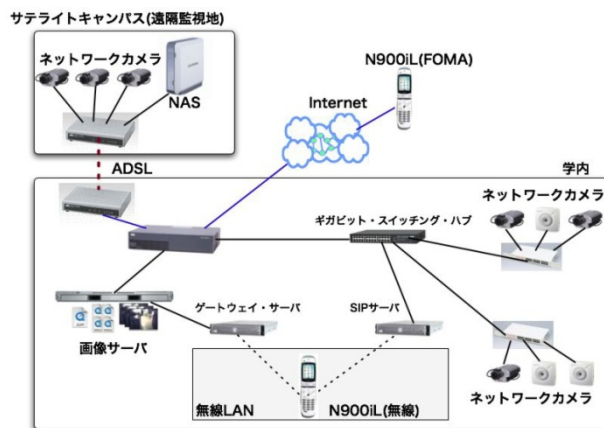 サテライトキャンパス(遠隔監視地)
ネットワークカメラ
NAS
N900iL(FOMA)
Internet
ADSL
学内
ネットワークカメラ
ギガビット・スイッチング・ハブ
ゲートウェイ・サーバ
SIPサーバ
画像サーバ
無線LAN
N900iL(無線)
ネットワークカメラ